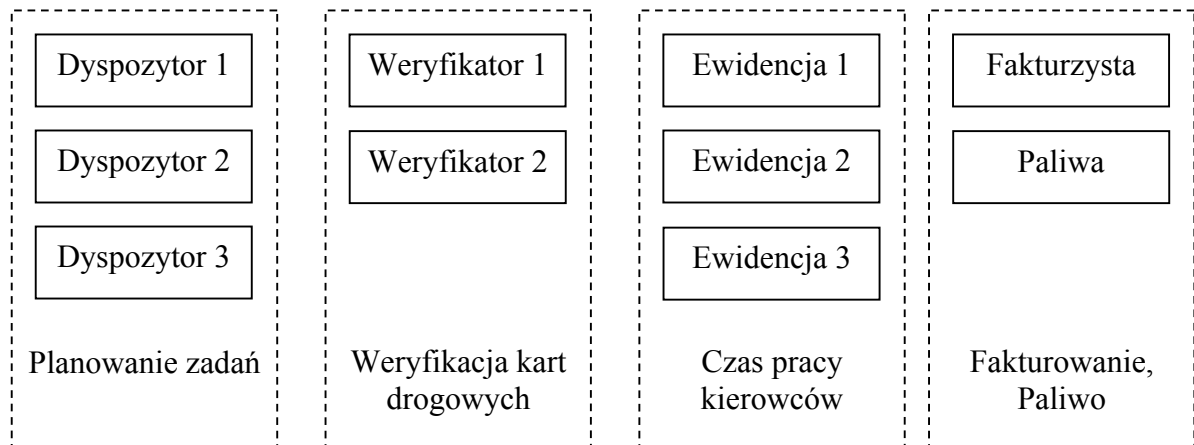 Dyspozytor 1
Dyspozytor 2
Dyspozytor 3
Planowanie zadań
Weryfikator 1
Weryfikator 2
Weryfikacja kart
drogowych
Ewidencja 1
Ewidencja 2
Ewidencja 3
Czas pracy
kierowców
Fakturzysta
Paliwa
Fakturowanie,
Paliwo